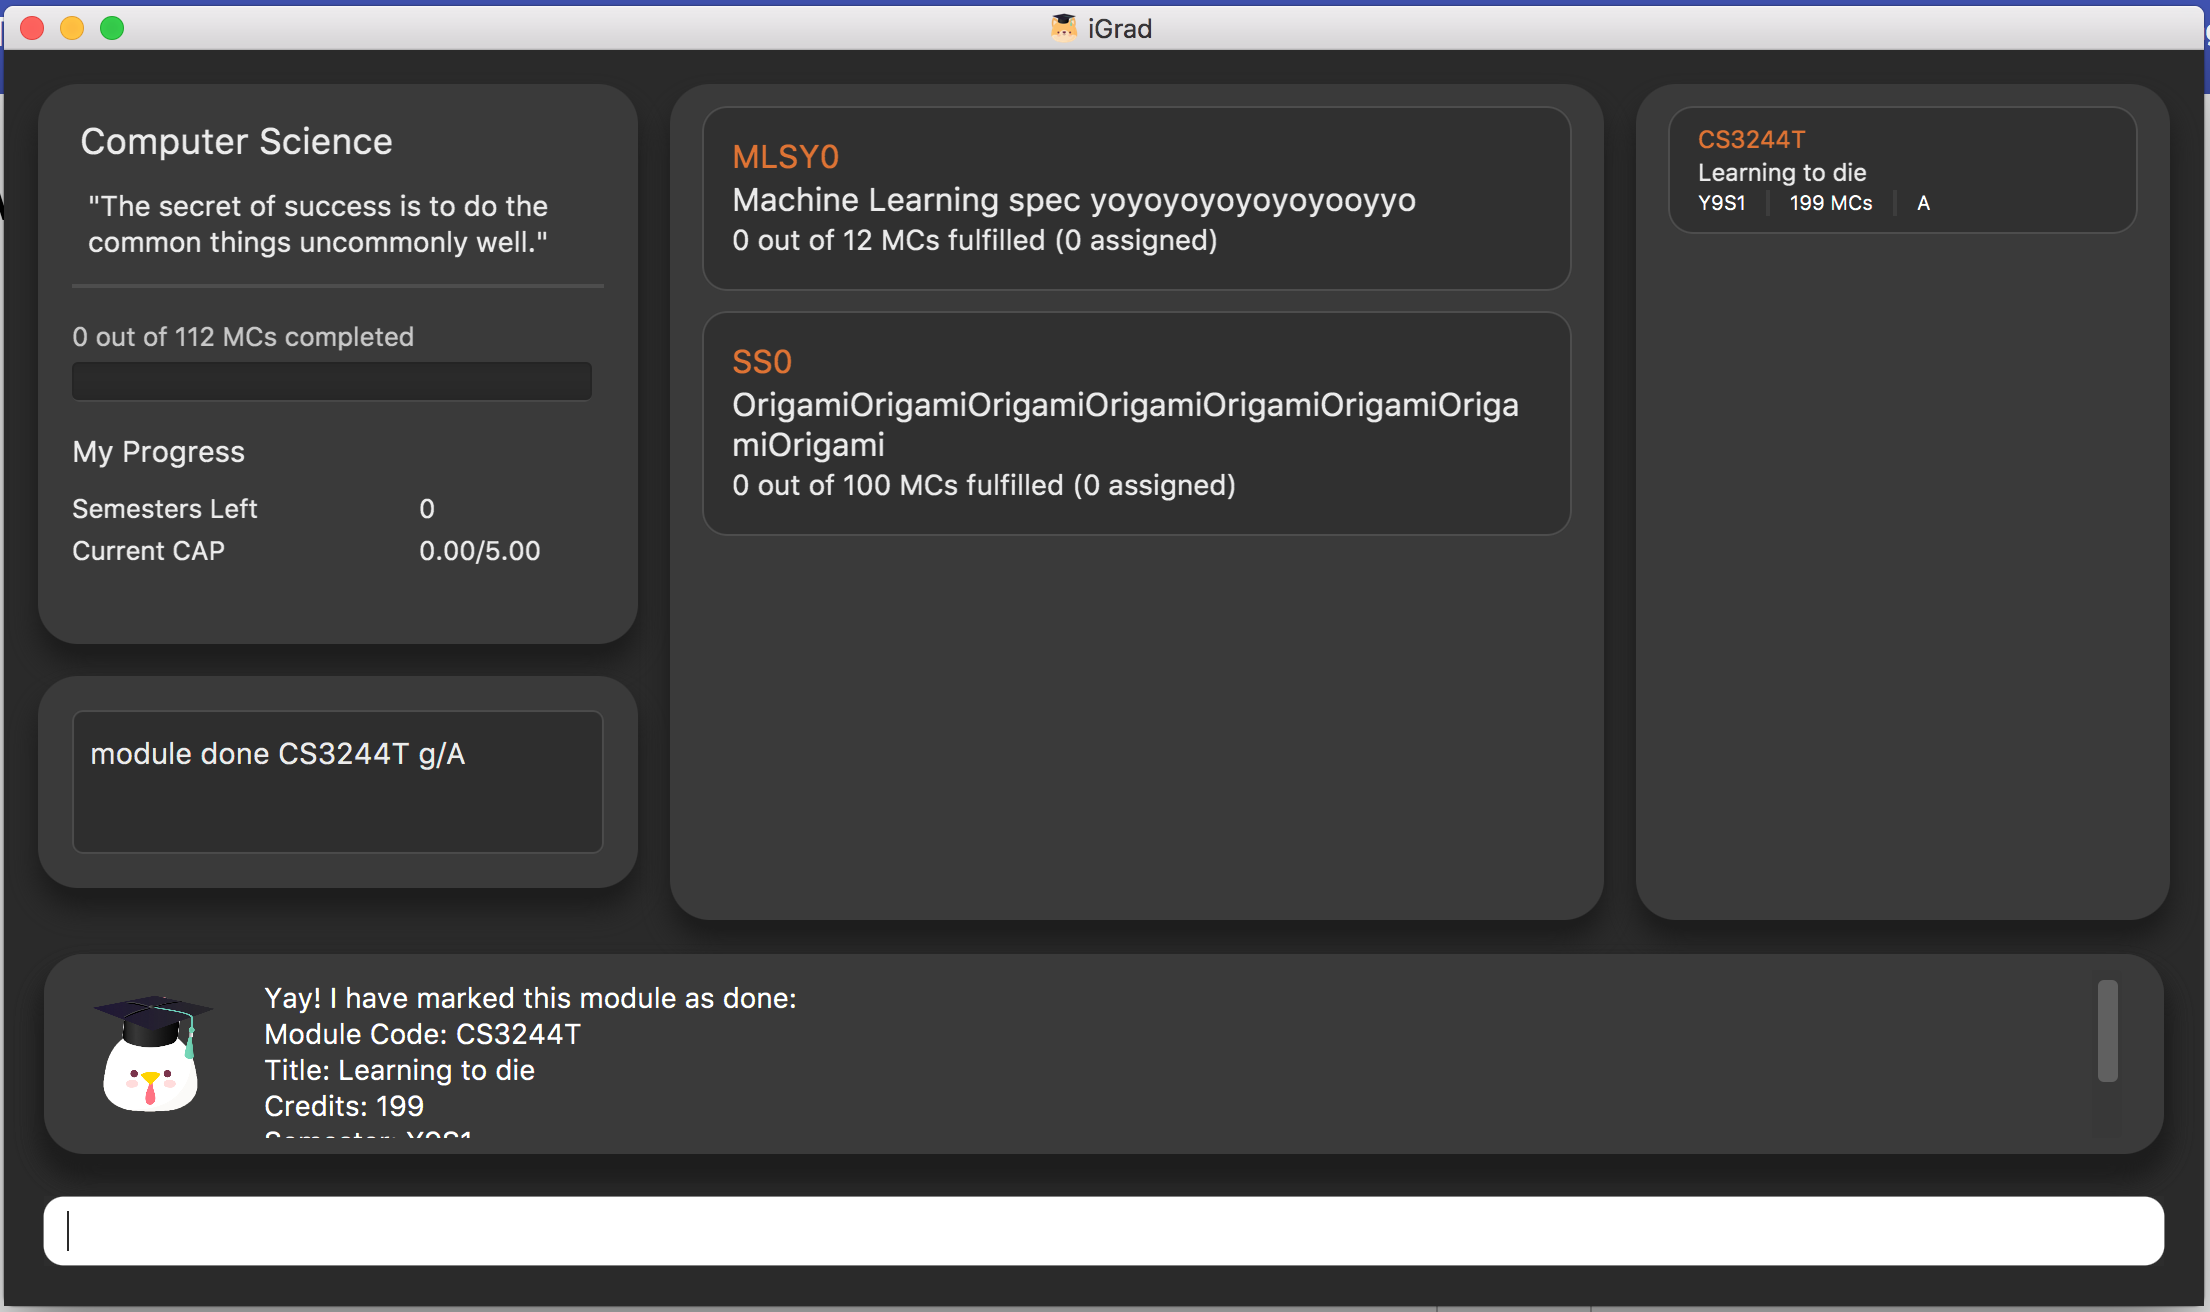 iGrad
Computer Science
"The secret of success is to do the
common things uncommonly well."
0 out of 112 MCs completed
My Progress
Semesters Left 0
Current CAP 0.00/5.00
module done CS3244T g/A
MLSY0
Machine Learning spec yoyoyoyoyoyoyooyyo
0 out of 12 MCs fulfilled (0 assigned)
SS0
OrigamiOrigamiOrigamiOrigamiOrigamiOrigamiOriga
miOrigami
0 out of 100 MCs fulfilled (0 assigned)
CS3244T
Learning to die
Y9S1 199 MCs A
Yay! I have marked this module as done:
Module Code: CS3244T
Title: Learning to die
Credits: 199
Semester: Y9S1